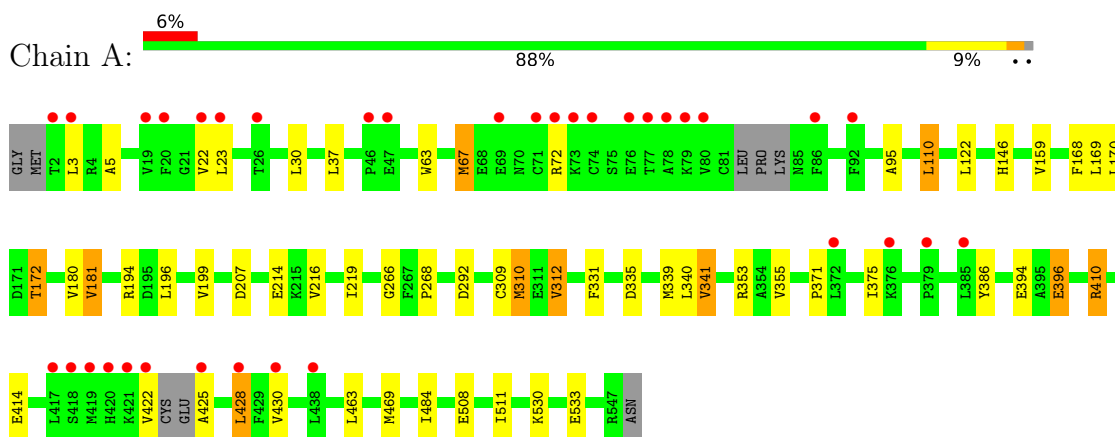 6%
Chain A:
88% 9% • •
GLY MET T2 L3 R4 A5 V19 F20 G21 V22 L23 T26 L30 L37 P46 E47 W63 M67 E68 E69 N70 C71 R72 K73 C74 S75 E76 T77 A78 K79 V80 C81 LEU PRO LYS N85 F86 F92 A95 L110 L122 H146 V159 F168 L169 L170
D171 T172 V180 V181 R194 D195 L196 V199 D207 E214 K215 V216 I219 G266 F267 P268 D292 C309 M310 E311 V312 F331 D335 M339 L340 V341 R353 A354 V355 P371 L372 I375 K376 P379 L385 Y386 E394 A395 E396 R410
E414 L417 S418 M419 H420 K421 V422 CYS GLU A425 L428 F429 V430 L438 L463 M469 I484 E508 I511 K530 E533 R547 ASN